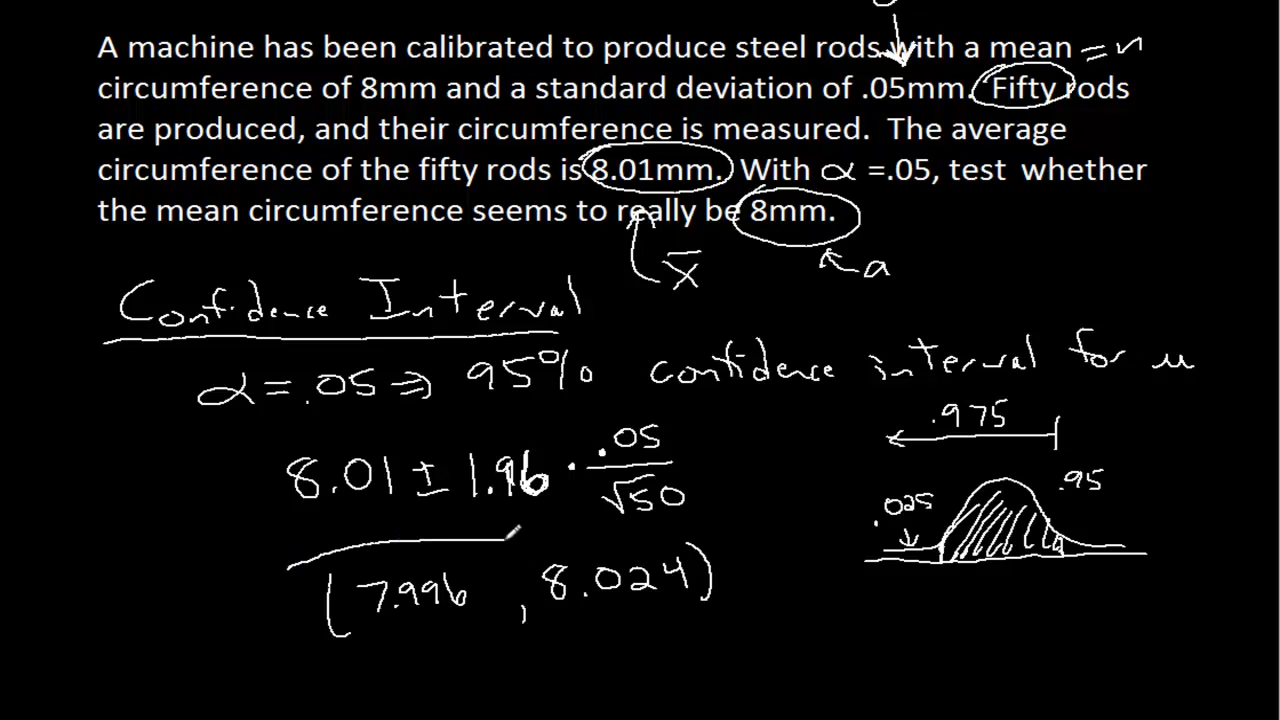 A machine has been calibrated to produce steel rods with a mean = n
circumference of 8mm and a standard deviation of .05mm. Fifty rods
are produced, and their circumference is measured. The average
circumference of the fifty rods is 8.01mm. With α =.05, test whether
the mean circumference seems to really be 8mm.
x̄ a
Confidence Interval
α = .05 ⇒ 95% confidence interval for μ
.975
8.01 ± 1.96 · .05
√50
.95
.025
(7.996 , 8.024)